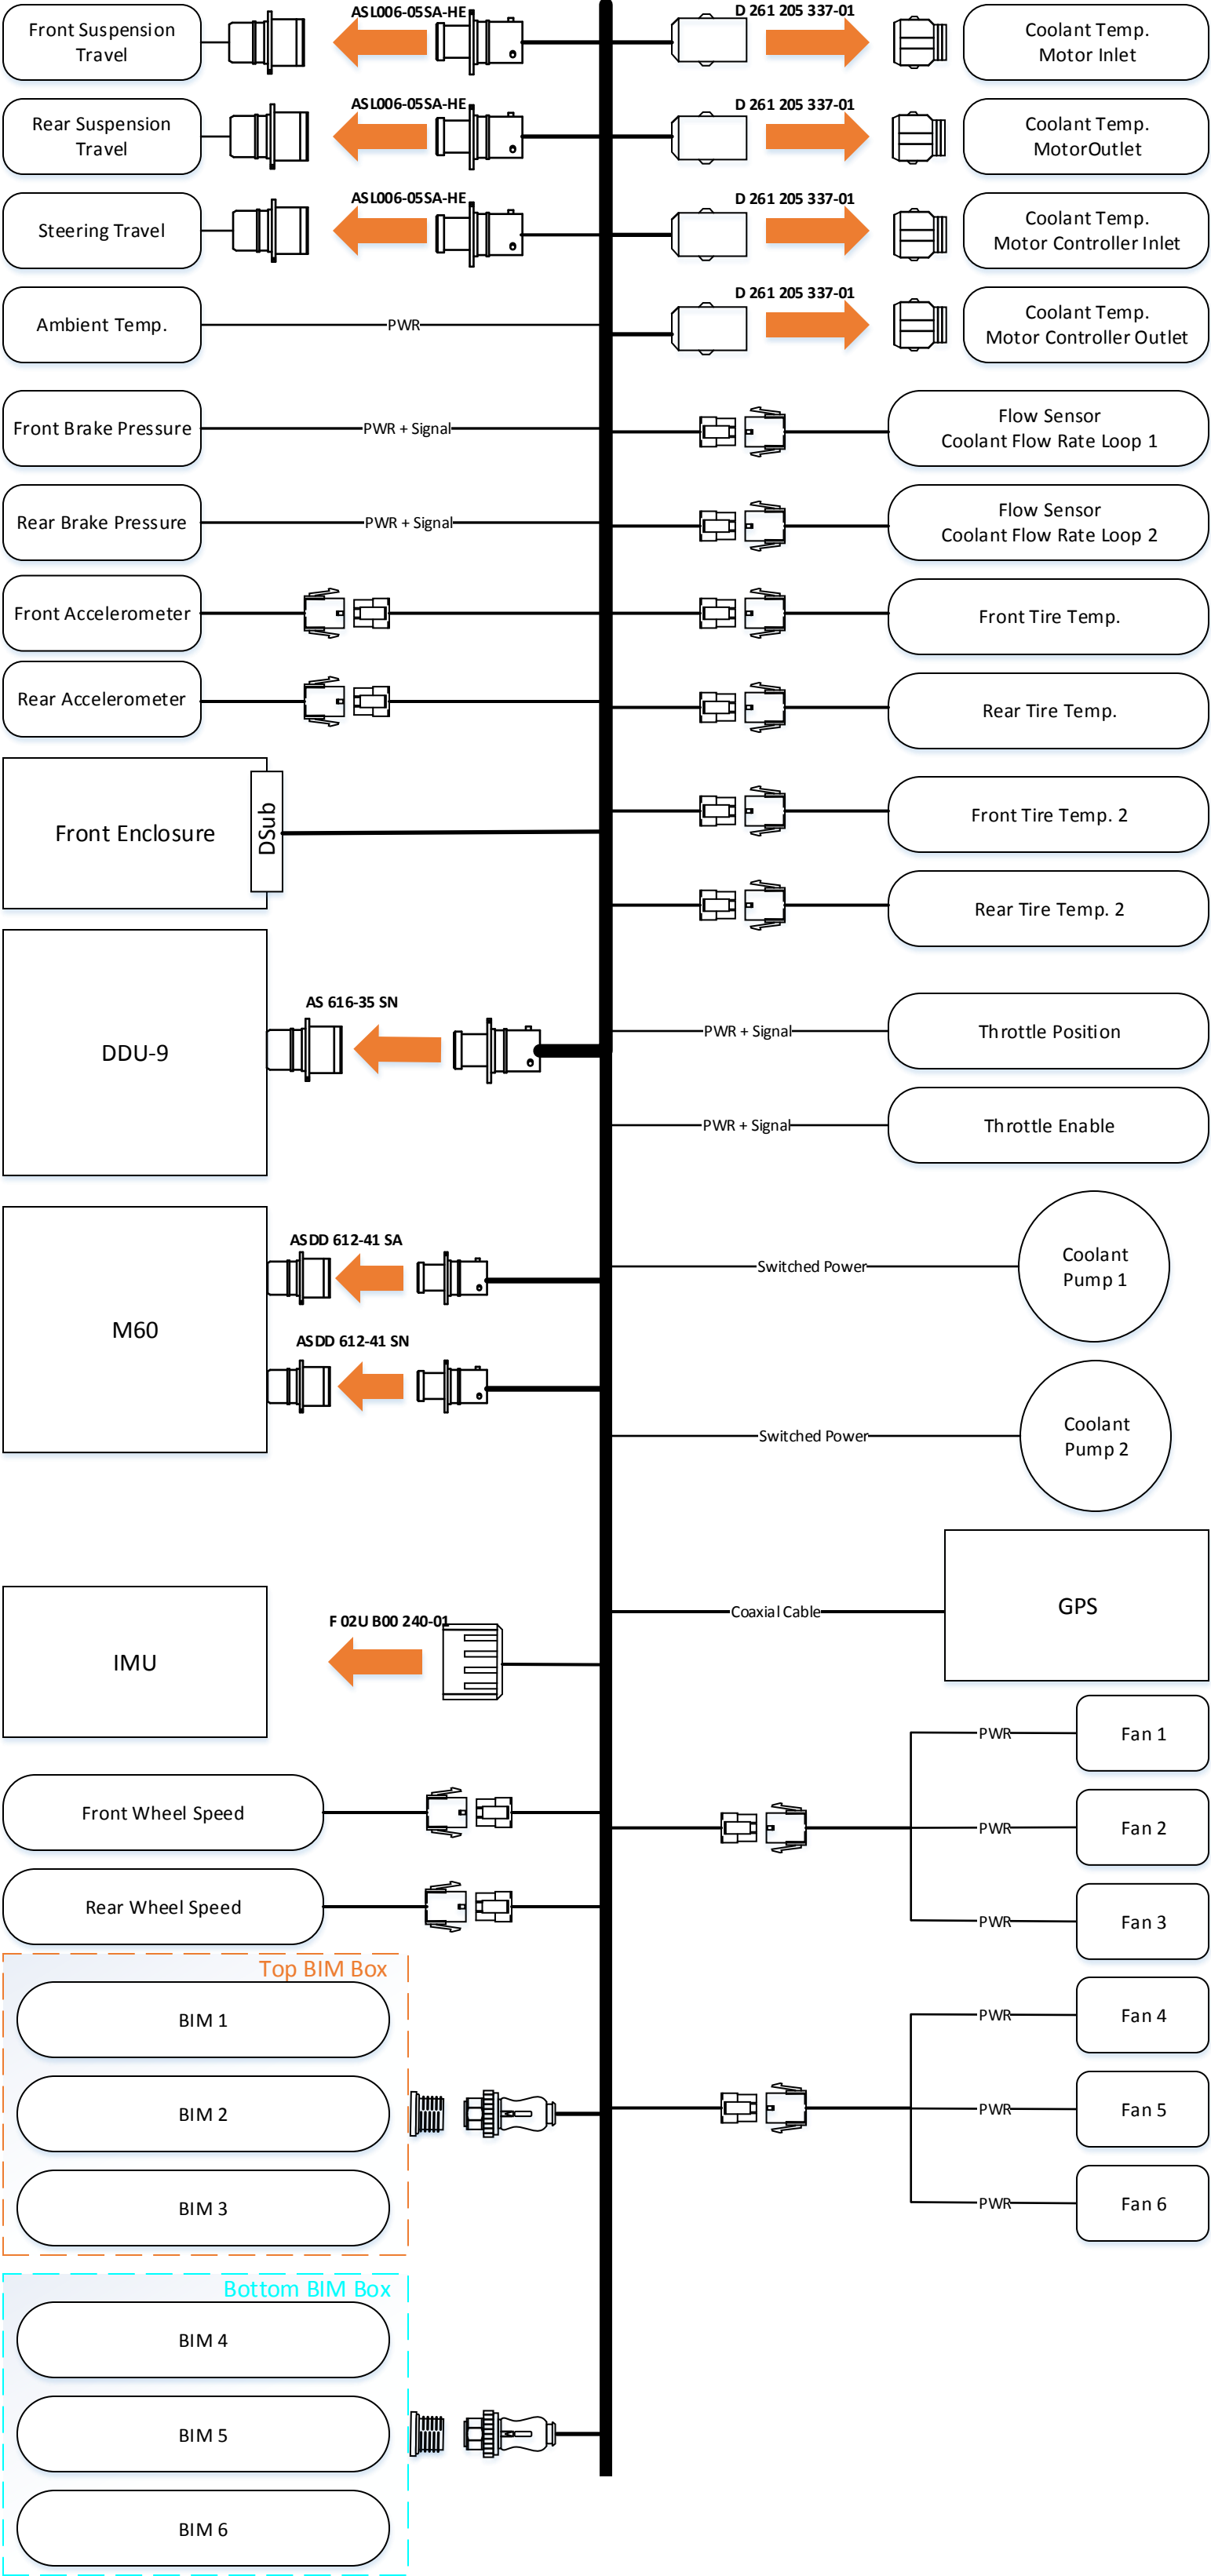 Front Suspension
Travel
ASL006-05SA-HE
D 261 205 337-01
Coolant Temp.
Motor Inlet
Rear Suspension
Travel
ASL006-05SA-HE
D 261 205 337-01
Coolant Temp.
MotorOutlet
Steering Travel
ASL006-05SA-HE
D 261 205 337-01
Coolant Temp.
Motor Controller Inlet
Ambient Temp.
PWR
D 261 205 337-01
Coolant Temp.
Motor Controller Outlet
Front Brake Pressure
PWR + Signal
Flow Sensor
Coolant Flow Rate Loop 1
Rear Brake Pressure
PWR + Signal
Flow Sensor
Coolant Flow Rate Loop 2
Front Accelerometer
Front Tire Temp.
Rear Accelerometer
Rear Tire Temp.
Front Enclosure
DSub
Front Tire Temp. 2
Rear Tire Temp. 2
DDU-9
AS 616-35 SN
PWR + Signal
Throttle Position
PWR + Signal
Throttle Enable
M60
ASDD 612-41 SA
ASDD 612-41 SN
Switched Power
Coolant
Pump 1
Switched Power
Coolant
Pump 2
IMU
F 02U B00 240-01
Coaxial Cable
GPS
Front Wheel Speed
Rear Wheel Speed
PWR
Fan 1
PWR
Fan 2
PWR
Fan 3
Top BIM Box
BIM 1
BIM 2
BIM 3
PWR
Fan 4
PWR
Fan 5
PWR
Fan 6
Bottom BIM Box
BIM 4
BIM 5
BIM 6